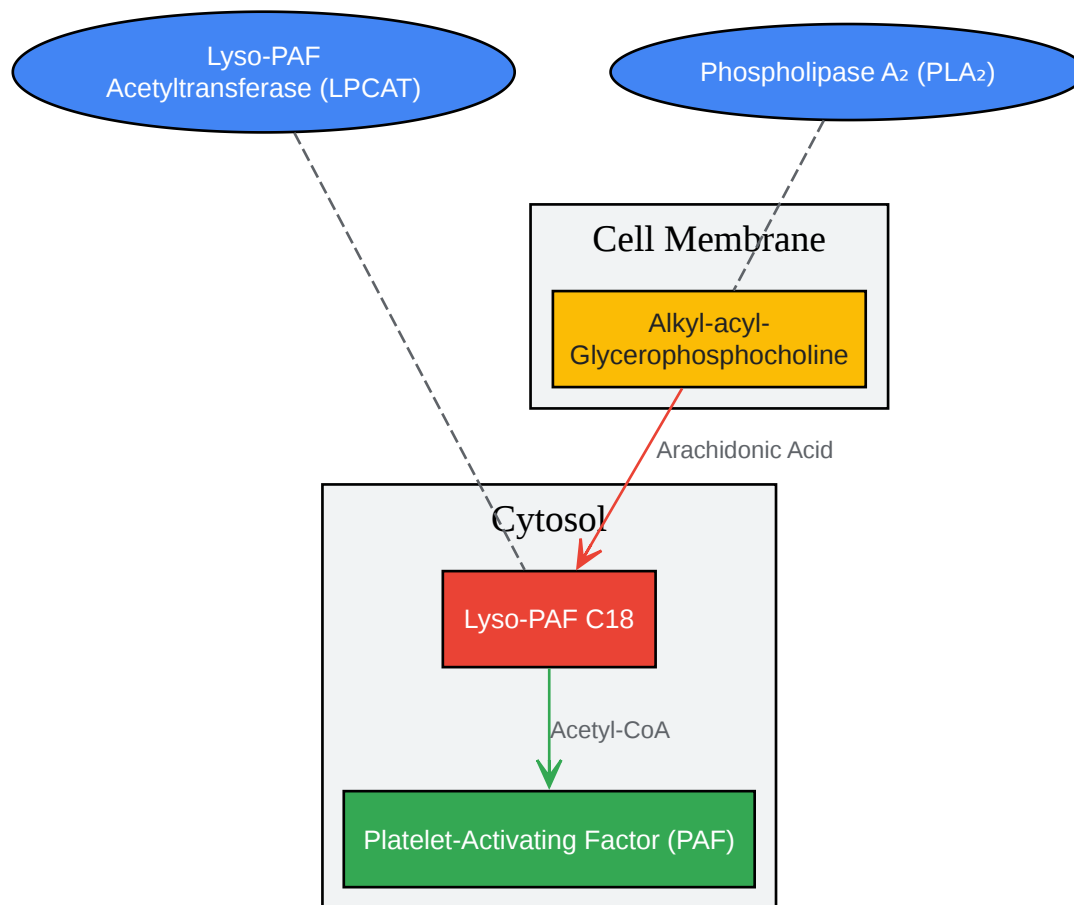 Lyso-PAF
Acetyltransferase (LPCAT)
Phospholipase A₂ (PLA₂)
Cell Membrane
Alkyl-acyl-
Glycerophosphocholine
Arachidonic Acid
Cytosol
Lyso-PAF C18
Acetyl-CoA
Platelet-Activating Factor (PAF)